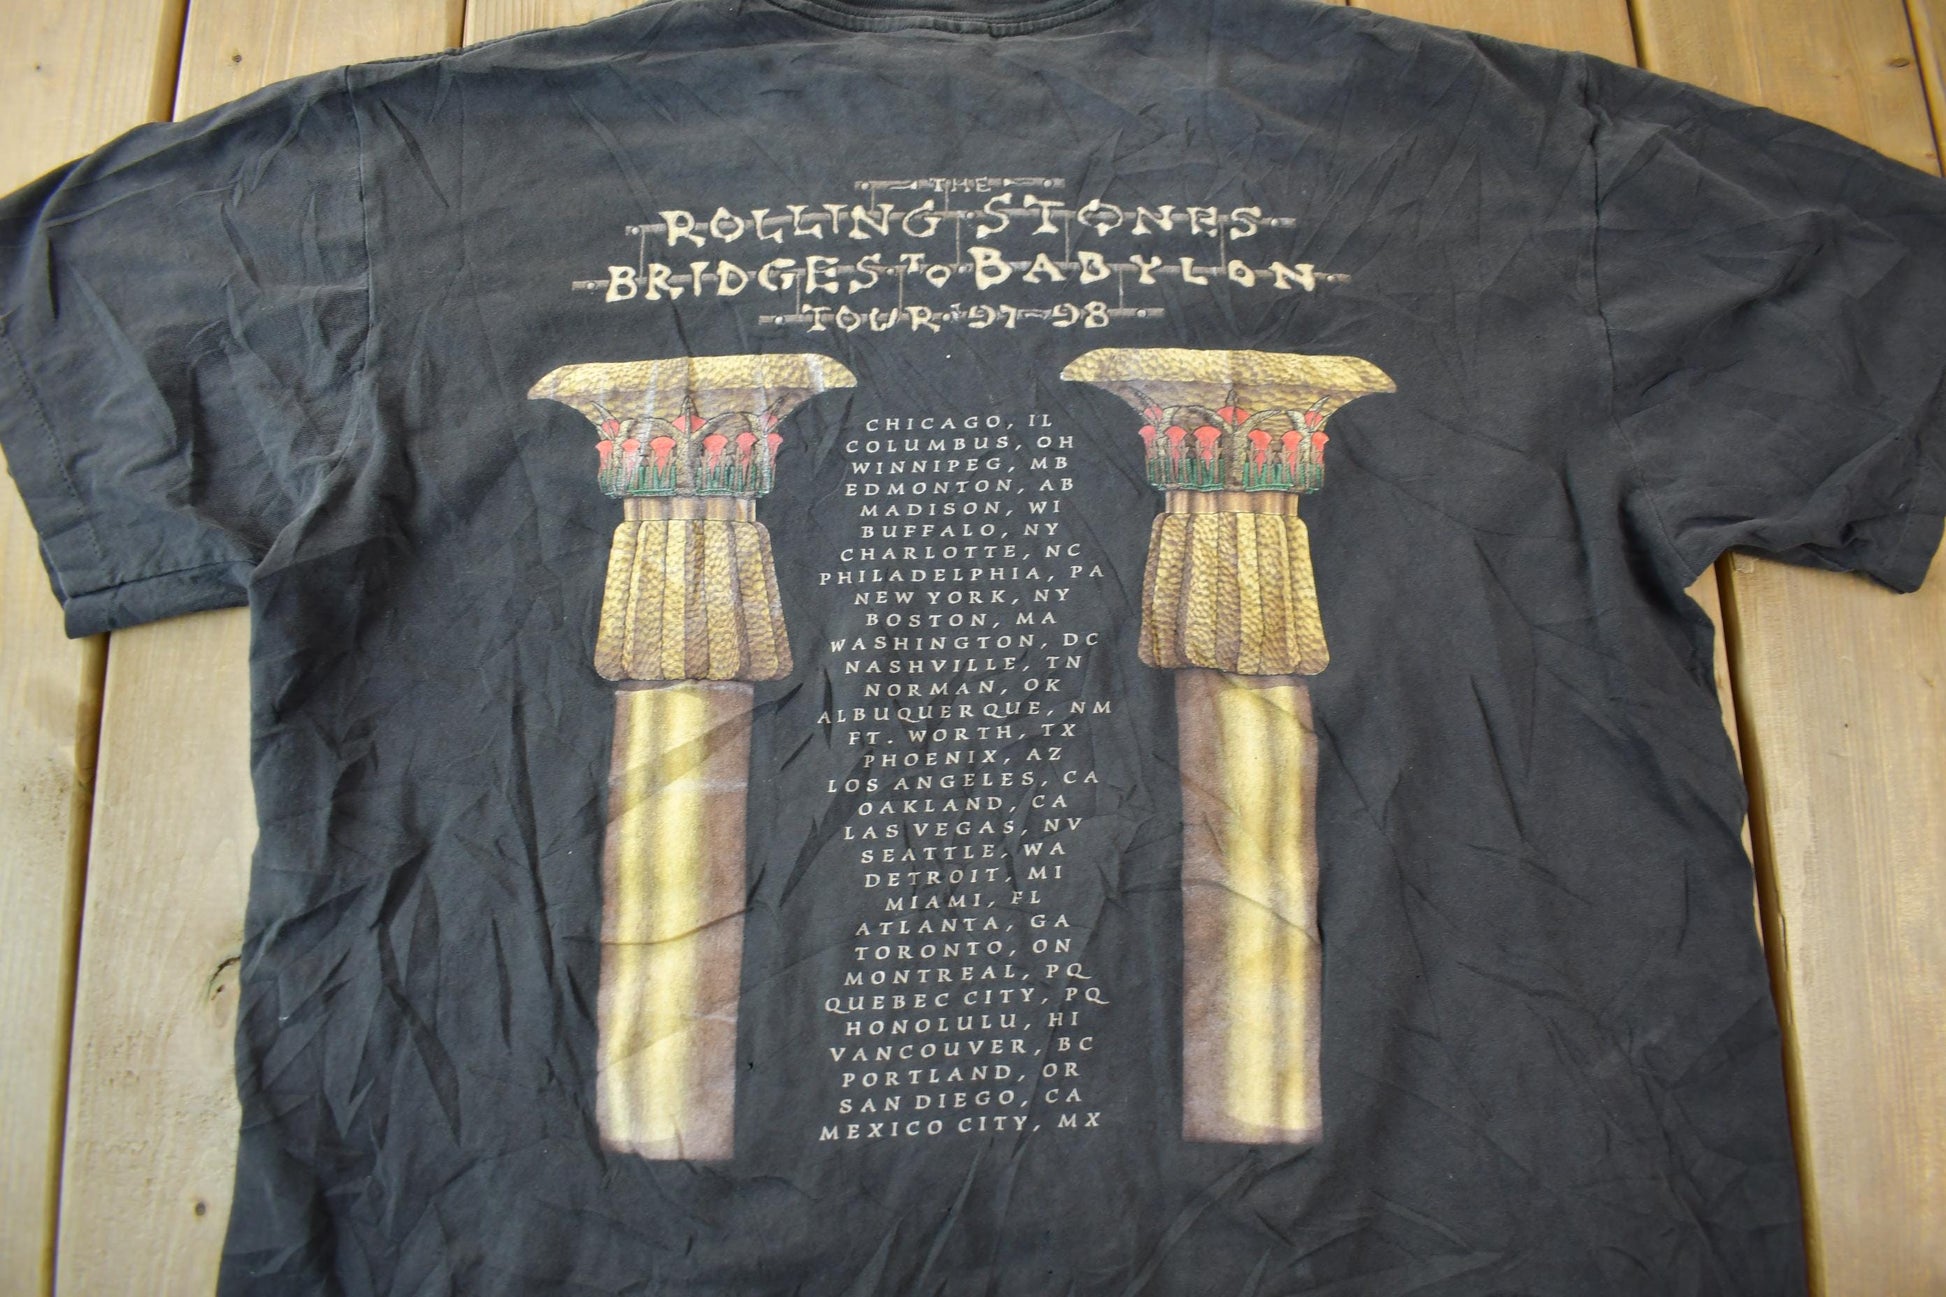 THE
ROLLING STONES
BRIDGES TO BABYLON
TOUR '97-98
CHICAGO, IL
COLUMBUS, OH
WINNIPEG, MB
EDMONTON, AB
MADISON, WI
BUFFALO, NY
CHARLOTTE, NC
PHILADELPHIA, PA
NEW YORK, NY
BOSTON, MA
WASHINGTON, DC
NASHVILLE, TN
NORMAN, OK
ALBUQUERQUE, NM
FT. WORTH, TX
PHOENIX, AZ
LOS ANGELES, CA
OAKLAND, CA
LAS VEGAS, NV
SEATTLE, WA
DETROIT, MI
MIAMI, FL
ATLANTA, GA
TORONTO, ON
MONTREAL, PQ
QUEBEC CITY, PQ
HONOLULU, HI
VANCOUVER, BC
PORTLAND, OR
SAN DIEGO, CA
MEXICO CITY, MX